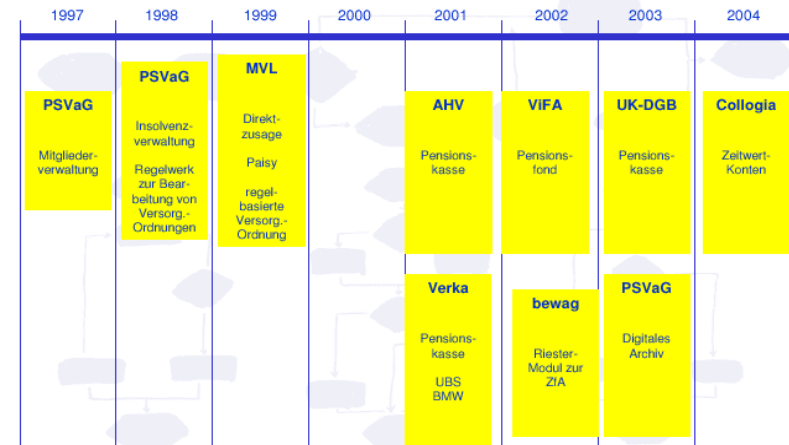 1997 1998 1999 2000 2001 2002 2003 2004
PSVaG
Mitglieder-
verwaltung
PSVaG
Insolvenz-
verwaltung
Regelwerk
zur Bear-
beitung von
Versorg.-
Ordnungen
MVL
Direkt-
zusage
Paisy
regel-
basierte
Versorg.-
Ordnung
AHV
Pensions-
kasse
ViFA
Pensions-
fond
UK-DGB
Pensions-
kasse
Collogia
Zeitwert-
Konten
Verka
Pensions-
kasse
UBS
BMW
bewag
Riester-
Modul zur
ZfA
PSVaG
Digitales
Archiv